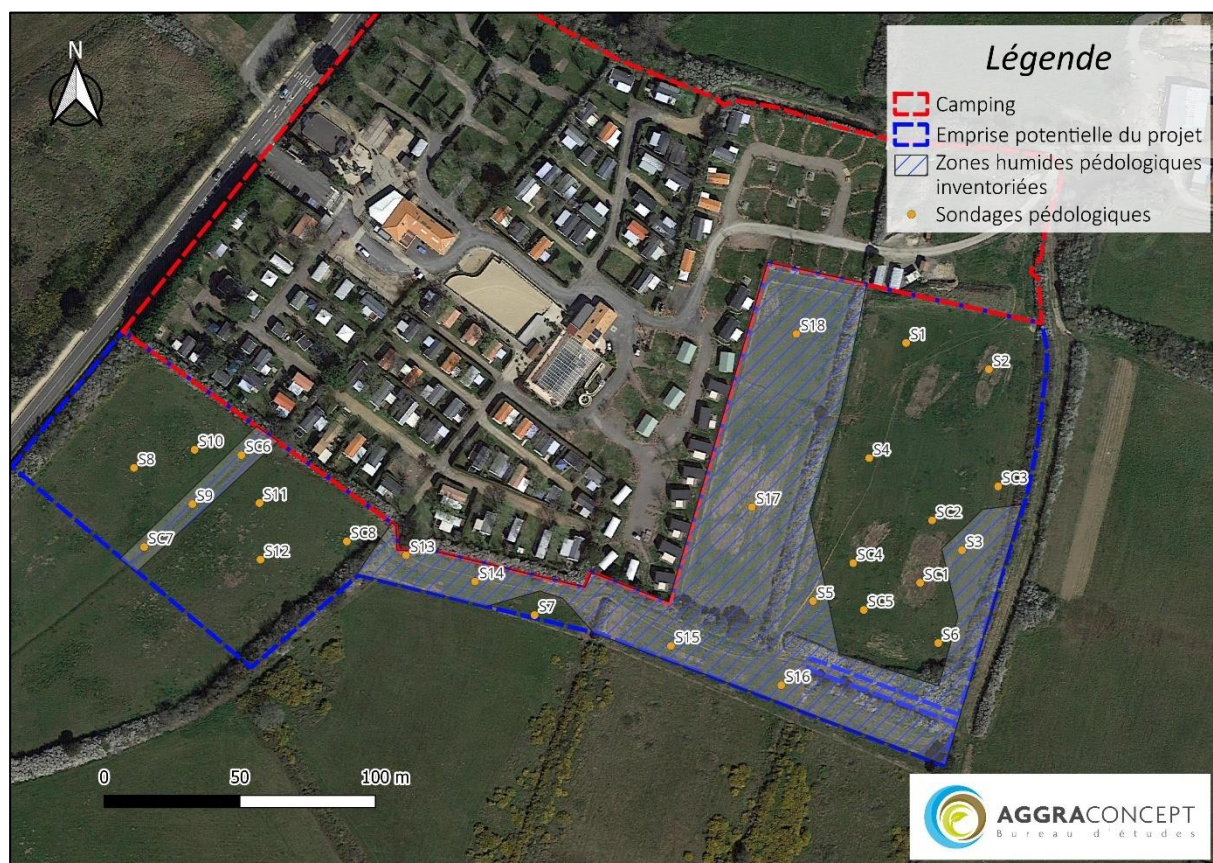 N
Légende
Camping
Emprise potentielle du projet
Zones humides pédologiques
inventoriées
Sondages pédologiques
S18
S1
S2
S4
S10
SC6
S8
SC3
S9
S11
S17
SC2
SC7
SC8
S3
S12
S13
SC4
S14
SC1
S5
SC5
S7
S15
S6
S16
0 50 100 m
AGGRACONCEPT
Bureau d'études